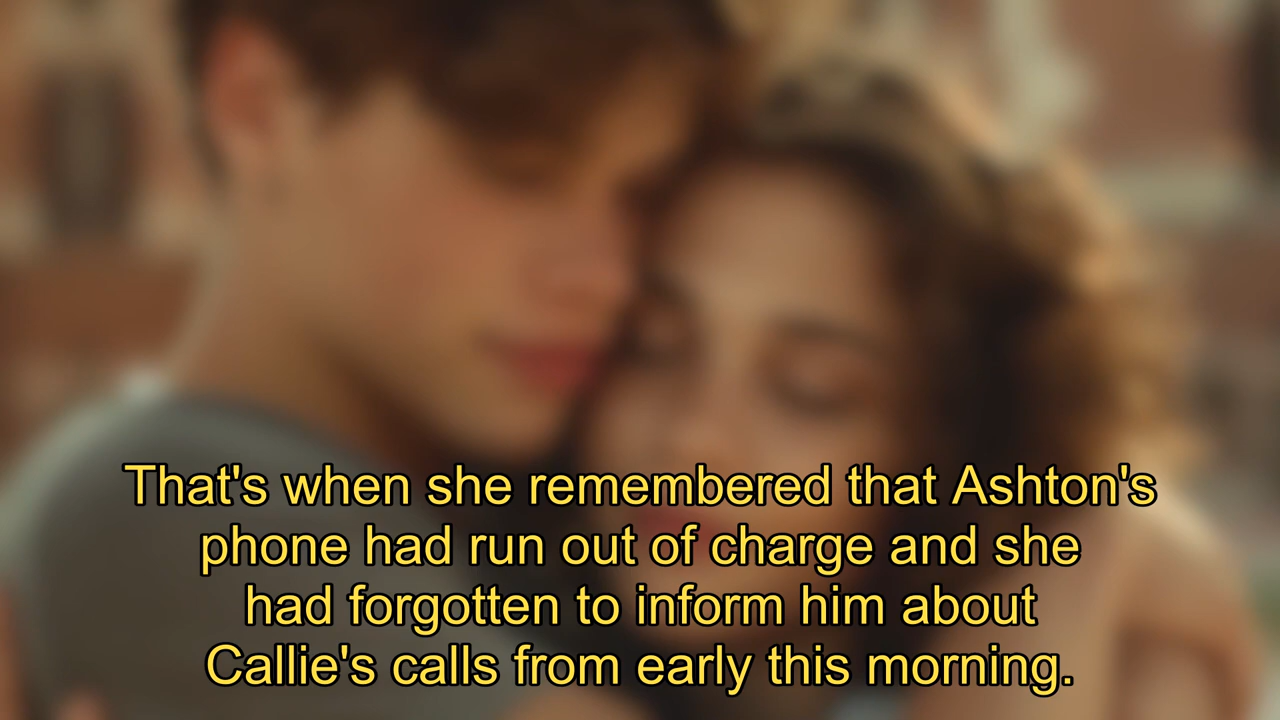 That's when she remembered that Ashton's
phone had run out of charge and she
had forgotten to inform him about
Callie's calls from early this morning.